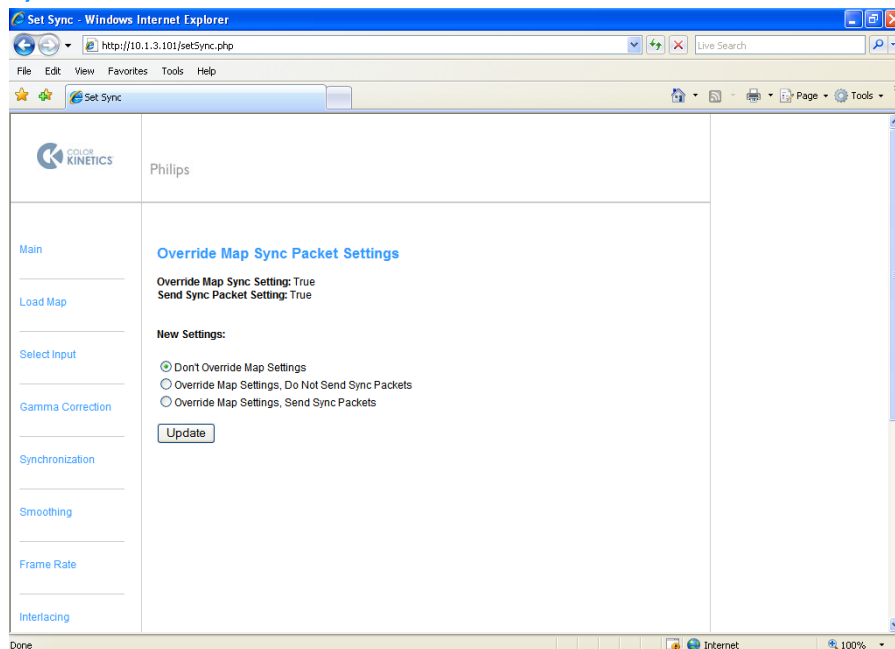 Set Sync - Windows Internet Explorer
http://10.1.3.101/setSync.php
Live Search
File Edit View Favorites Tools Help
Set Sync
Page Tools
COLOR
KINETICS
Philips
Main
Load Map
Select Input
Gamma Correction
Synchronization
Smoothing
Frame Rate
Interlacing
Override Map Sync Packet Settings
Override Map Sync Setting: True
Send Sync Packet Setting: True
New Settings:
Don't Override Map Settings
Override Map Settings, Do Not Send Sync Packets
Override Map Settings, Send Sync Packets
Update
Done
Internet
100%